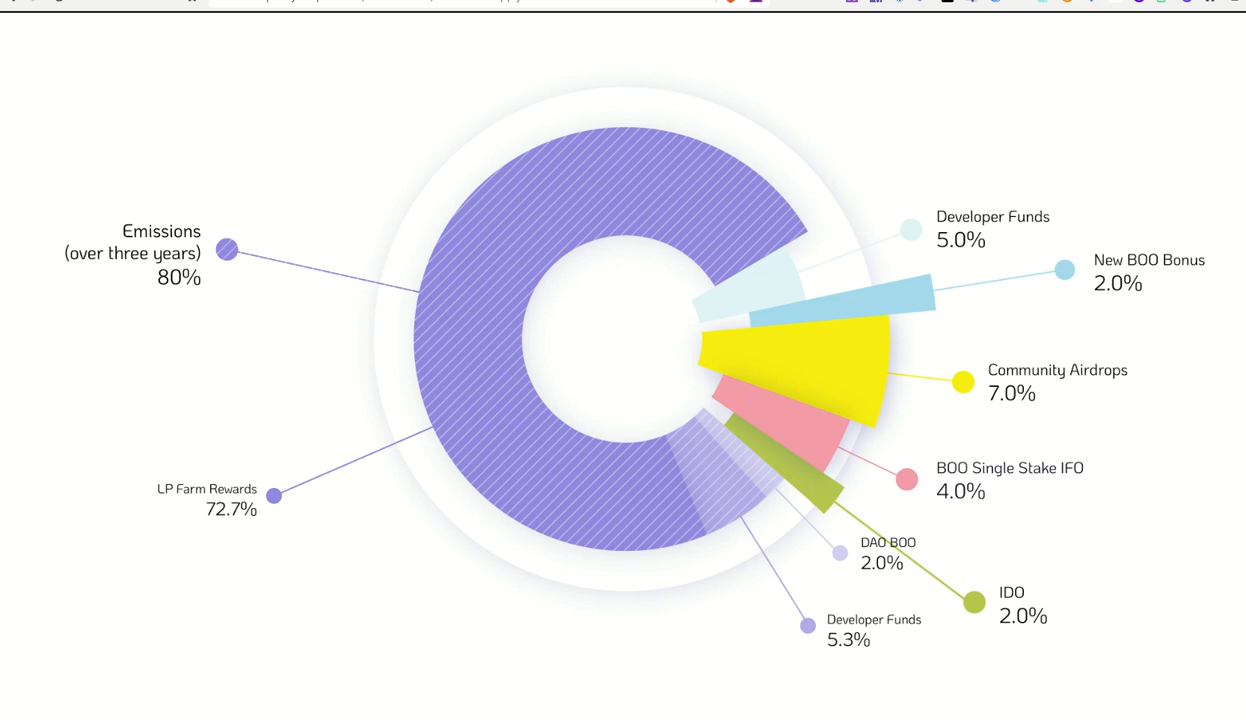 Emissions
(over three years)
80%
LP Farm Rewards
72.7%
Developer Funds
5.0%
New BOO Bonus
2.0%
Community Airdrops
7.0%
BOO Single Stake IFO
4.0%
DAO BOO
2.0%
IDO
2.0%
Developer Funds
5.3%